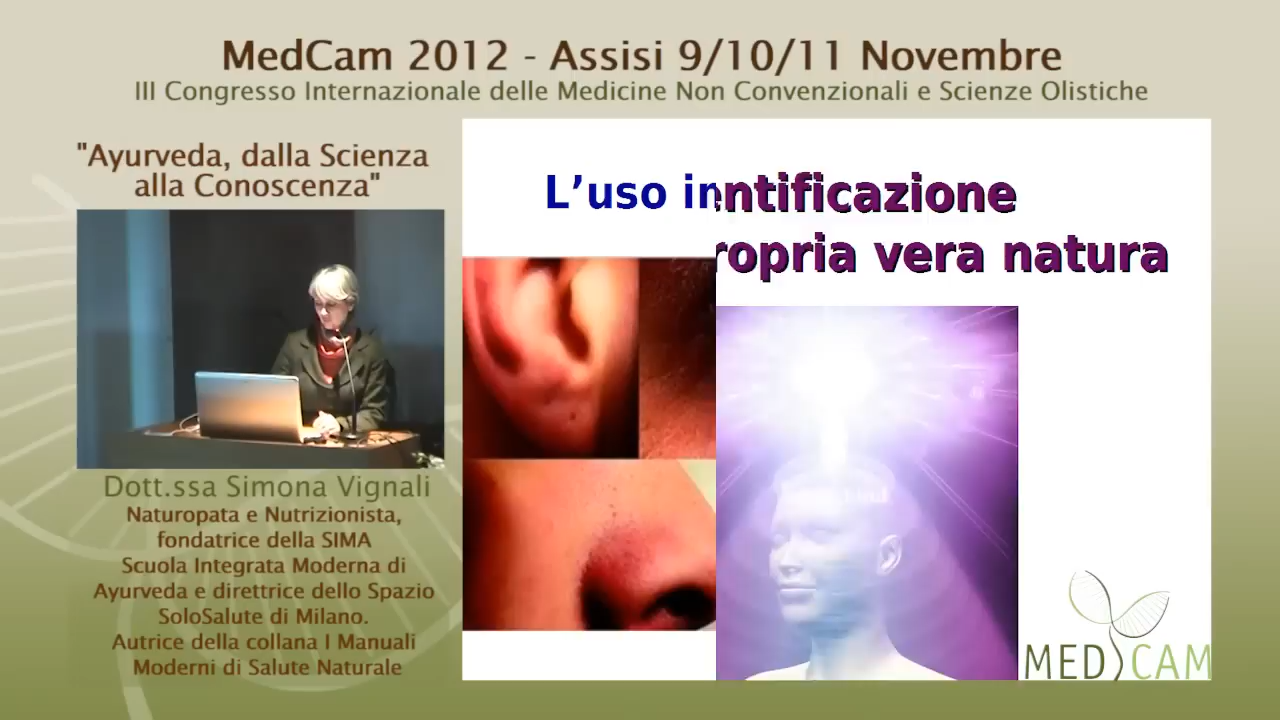 MedCam 2012 - Assisi 9/10/11 Novembre
III Congresso Internazionale delle Medicine Non Convenzionali e Scienze Olistiche
"Ayurveda, dalla Scienza
alla Conoscenza"
Dott.ssa Simona Vignali
Naturopata e Nutrizionista,
fondatrice della SIMA
Scuola Integrata Moderna di
Ayurveda e direttrice dello Spazio
SoloSalute di Milano.
Autrice della collana I Manuali
Moderni di Salute Naturale
L’uso in
ntificazione
ropria vera natura
MEDCAM